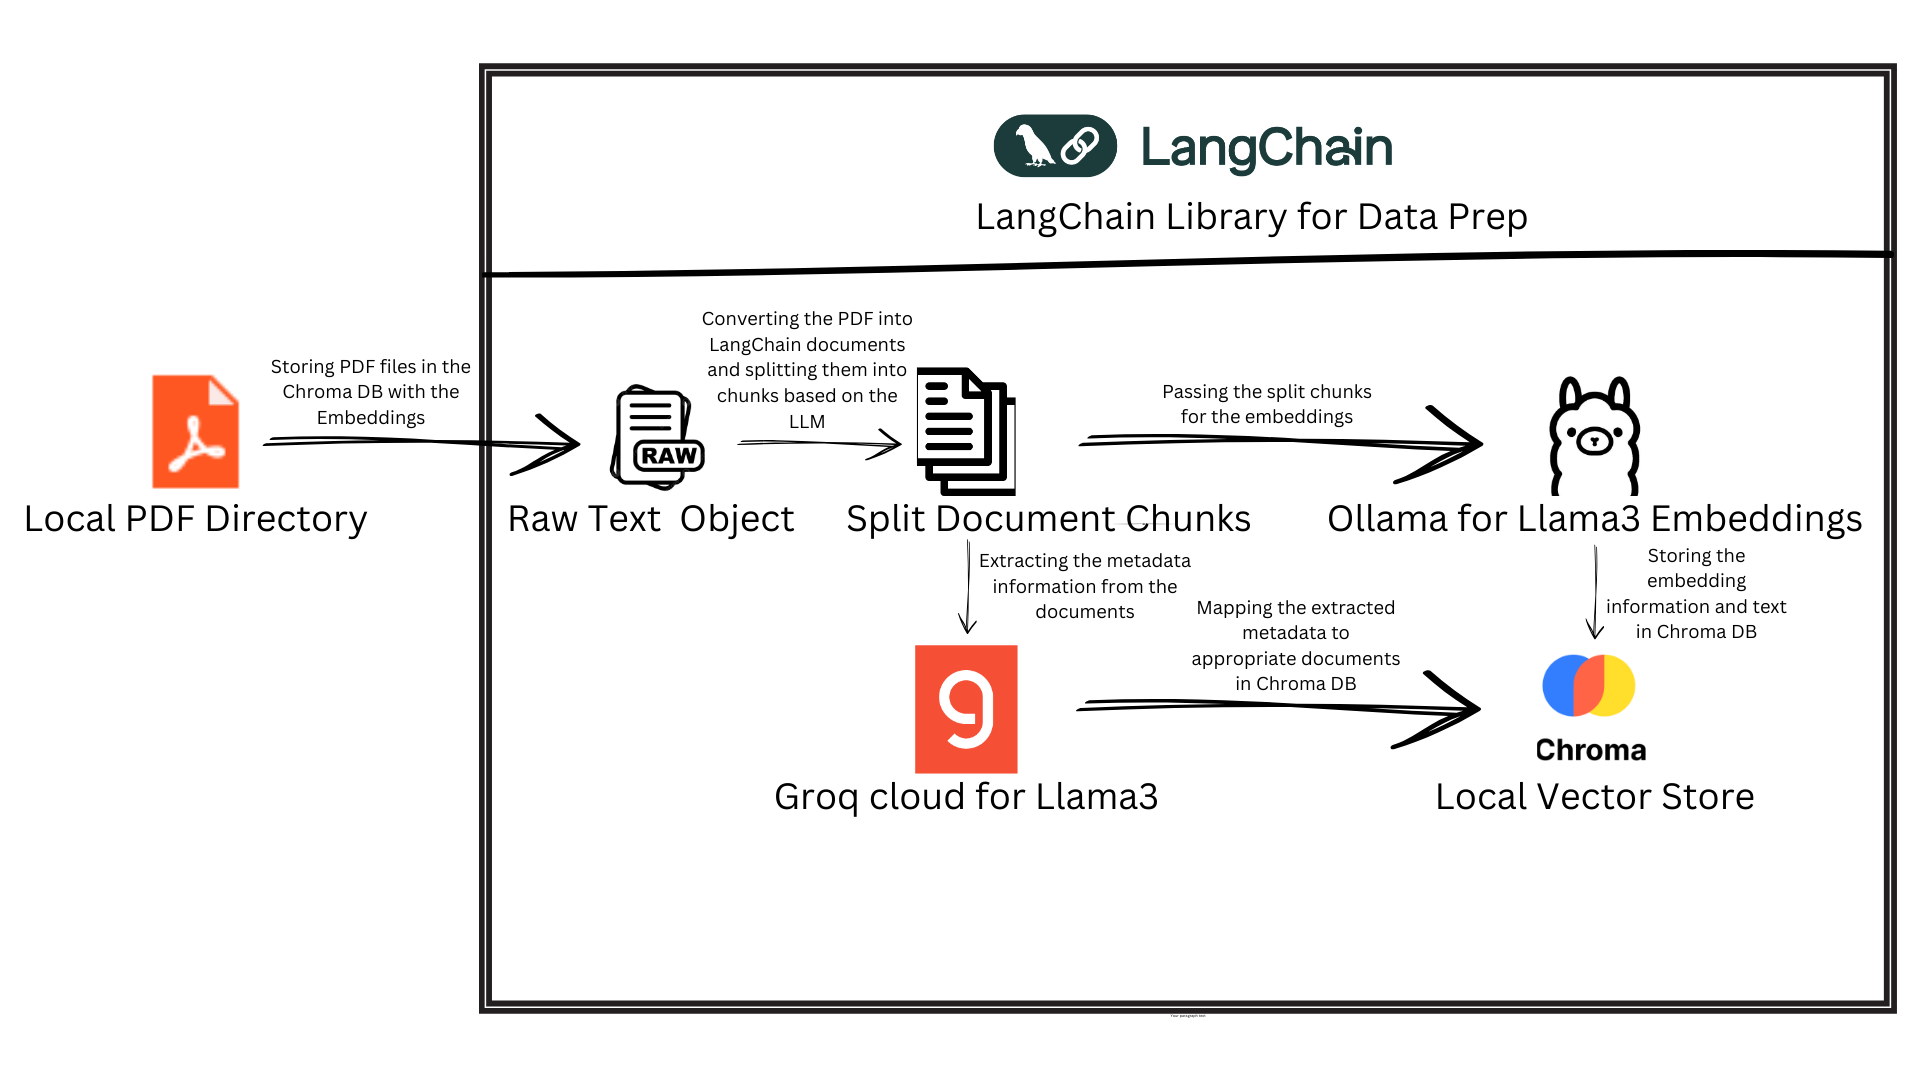 LangChain
LangChain Library for Data Prep
Storing PDF files in the
Chroma DB with the
Embeddings
Local PDF Directory
Converting the PDF into
LangChain documents
and splitting them into
chunks based on the
LLM
RAW
Raw Text  Object
Split Document Chunks
Passing the split chunks
for the embeddings
Ollama for Llama3 Embeddings
Extracting the metadata
information from the
documents
Mapping the extracted
metadata to
appropriate documents
in Chroma DB
Storing the
embedding
information and text
in Chroma DB
Groq cloud for Llama3
Chroma
Local Vector Store
Your paragraph text